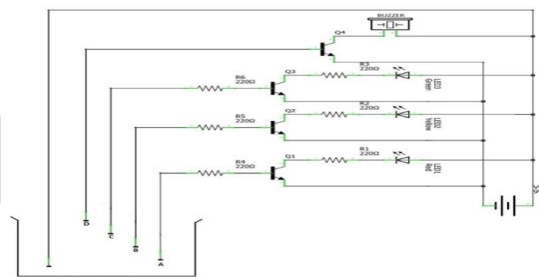 BUZZER
Q4
R3
220Ω
LED3
Green
R6
220Ω
Q3
R2
220Ω
LED2
Yellow
R5
220Ω
Q2
R1
220Ω
LED1
Red
R4
220Ω
Q1
D
C
B
A